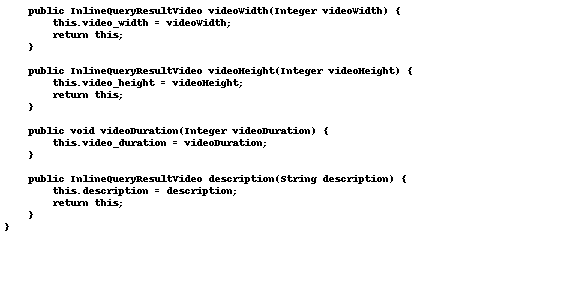 public InlineQueryResultVideo videoWidth(Integer videoWidth) {
        this.video_width = videoWidth;
        return this;
    }

    public InlineQueryResultVideo videoHeight(Integer videoHeight) {
        this.video_height = videoHeight;
        return this;
    }

    public void videoDuration(Integer videoDuration) {
        this.video_duration = videoDuration;
    }

    public InlineQueryResultVideo description(String description) {
        this.description = description;
        return this;
    }
}